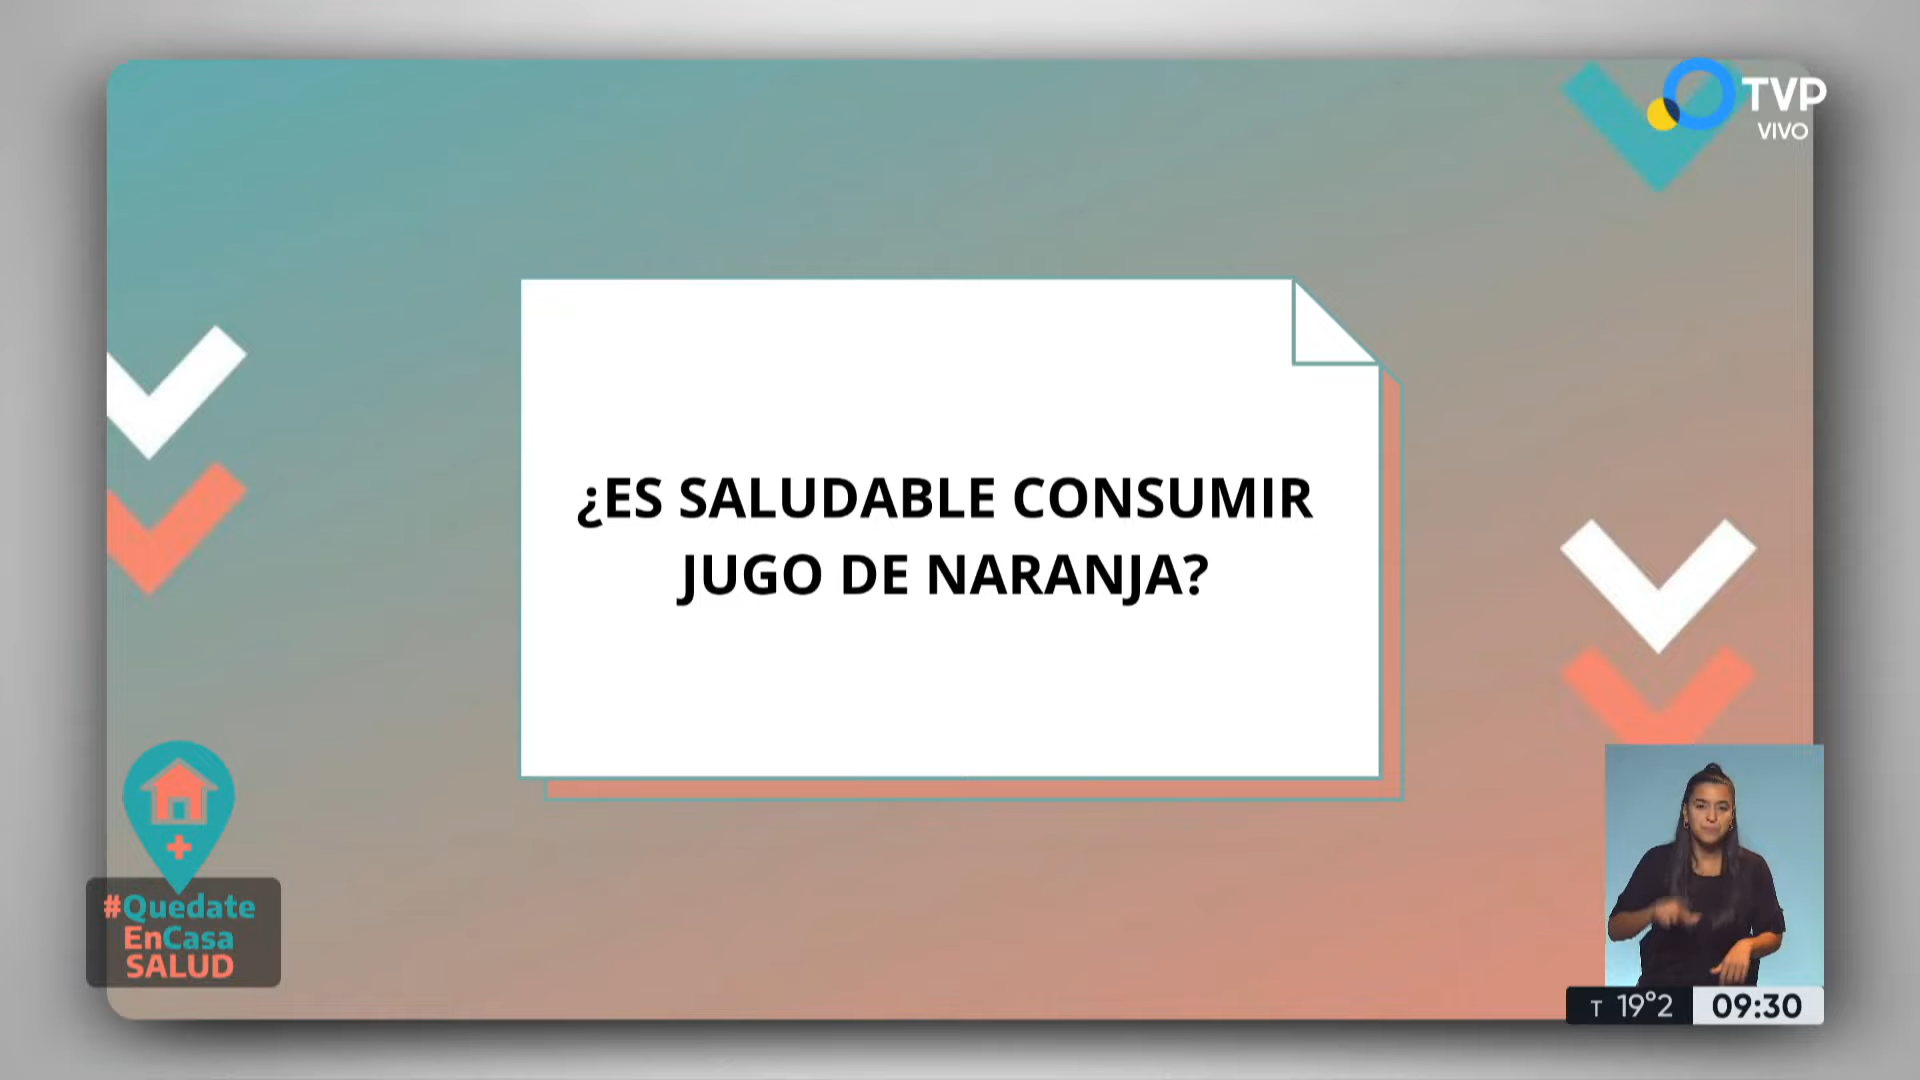 TVP
VIVO
¿ES SALUDABLE CONSUMIR
JUGO DE NARANJA?
#Quedate
EnCasa
SALUD
T 19°2 09:30